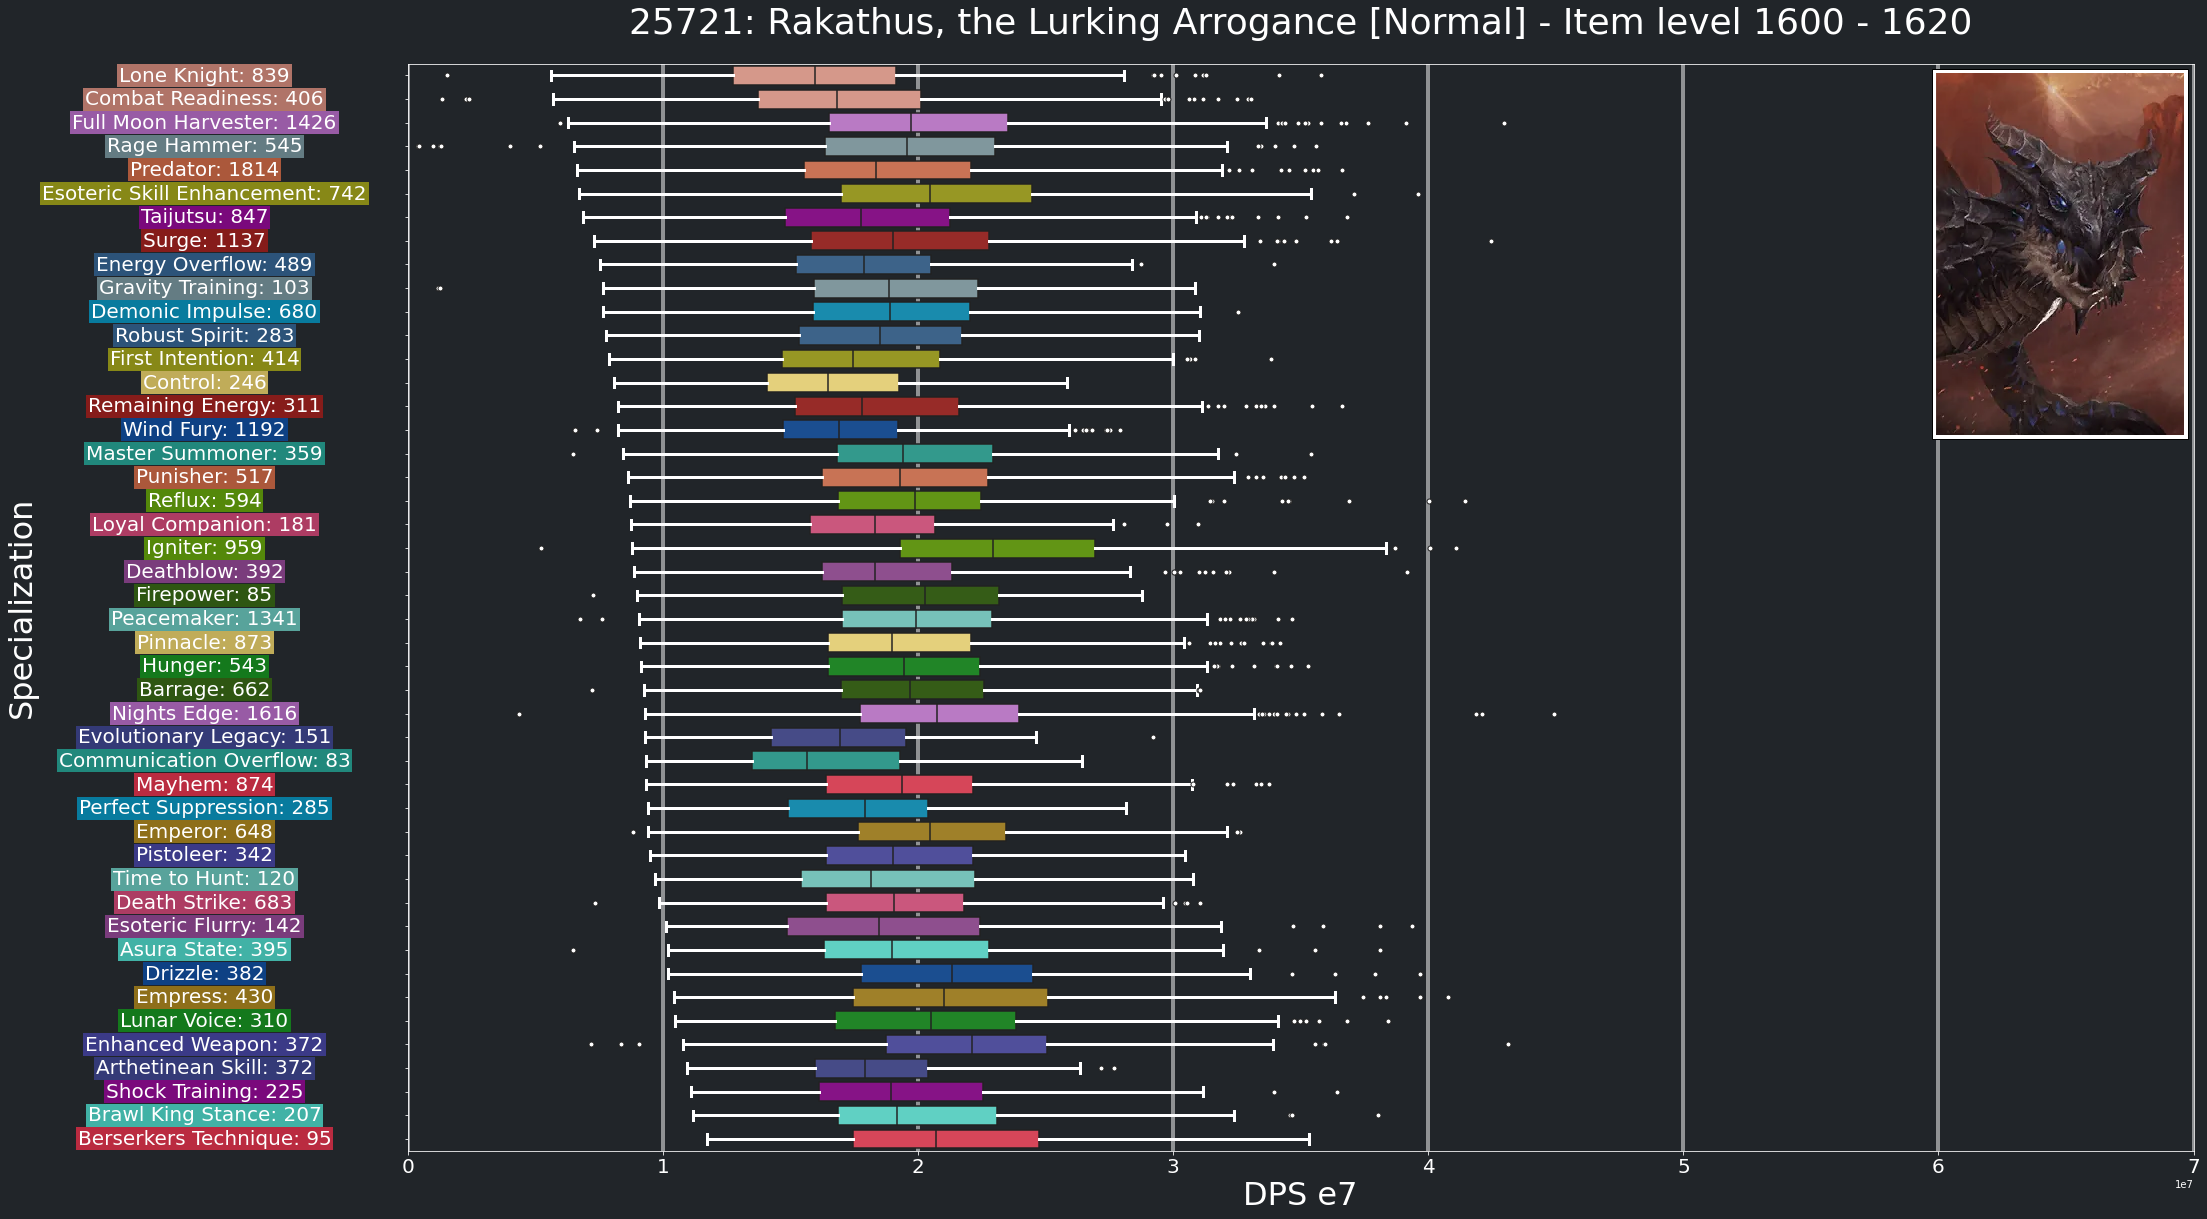 25721: Rakathus, the Lurking Arrogance [Normal] - Item level 1600 - 1620
Specialization
Lone Knight: 839
Combat Readiness: 406
Full Moon Harvester: 1426
Rage Hammer: 545
Predator: 1814
Esoteric Skill Enhancement: 742
Taijutsu: 847
Surge: 1137
Energy Overflow: 489
Gravity Training: 103
Demonic Impulse: 680
Robust Spirit: 283
First Intention: 414
Control: 246
Remaining Energy: 311
Wind Fury: 1192
Master Summoner: 359
Punisher: 517
Reflux: 594
Loyal Companion: 181
Igniter: 959
Deathblow: 392
Firepower: 85
Peacemaker: 1341
Pinnacle: 873
Hunger: 543
Barrage: 662
Nights Edge: 1616
Evolutionary Legacy: 151
Communication Overflow: 83
Mayhem: 874
Perfect Suppression: 285
Emperor: 648
Pistoleer: 342
Time to Hunt: 120
Death Strike: 683
Esoteric Flurry: 142
Asura State: 395
Drizzle: 382
Empress: 430
Lunar Voice: 310
Enhanced Weapon: 372
Arthetinean Skill: 372
Shock Training: 225
Brawl King Stance: 207
Berserkers Technique: 95
0 1 2 3 4 5 6 7
DPS e7
1e7